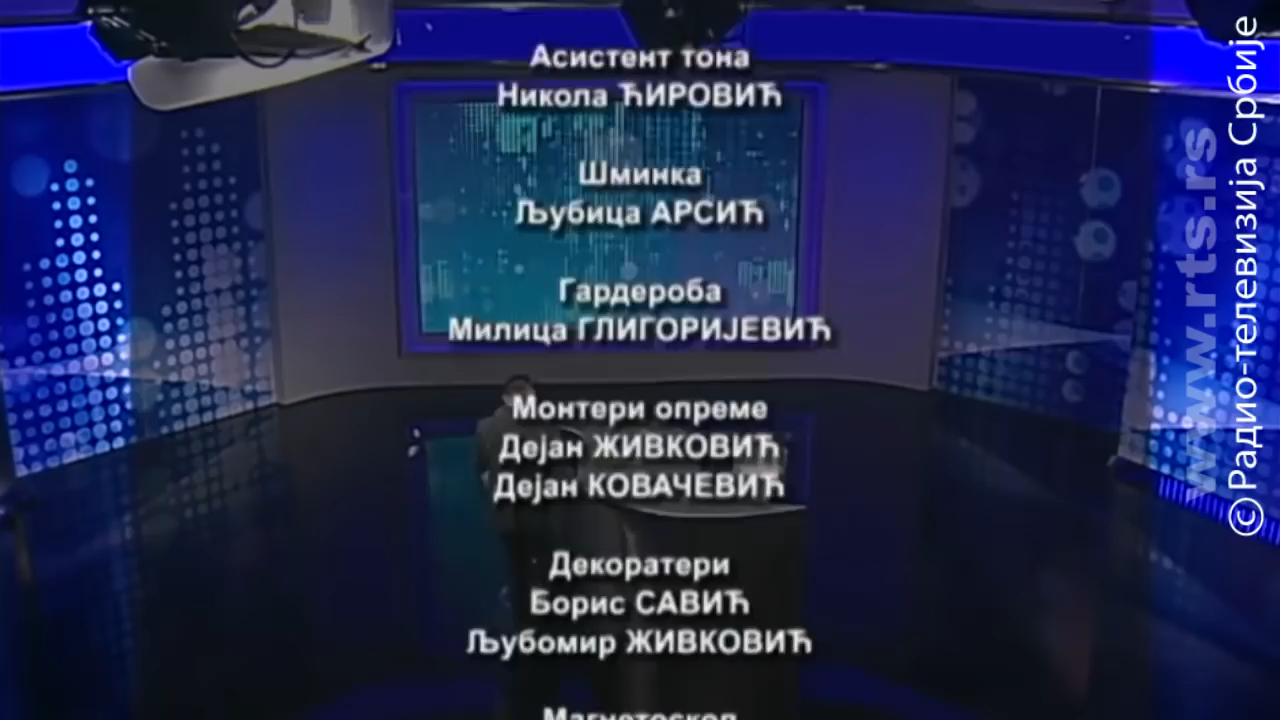 Асистент тона
Никола ЋИРОВИЋ
Шминка
Љубица АРСИЋ
Гардероба
Милица ГЛИГОРИЈЕВИЋ
Монтери опреме
Дејан ЖИВКОВИЋ
Дејан КОВАЧЕВИЋ
Декоратери
Борис САВИЋ
Љубомир ЖИВКОВИЋ
Магнетоскоп
www.rts.rs
© Радио-телевизија Србије